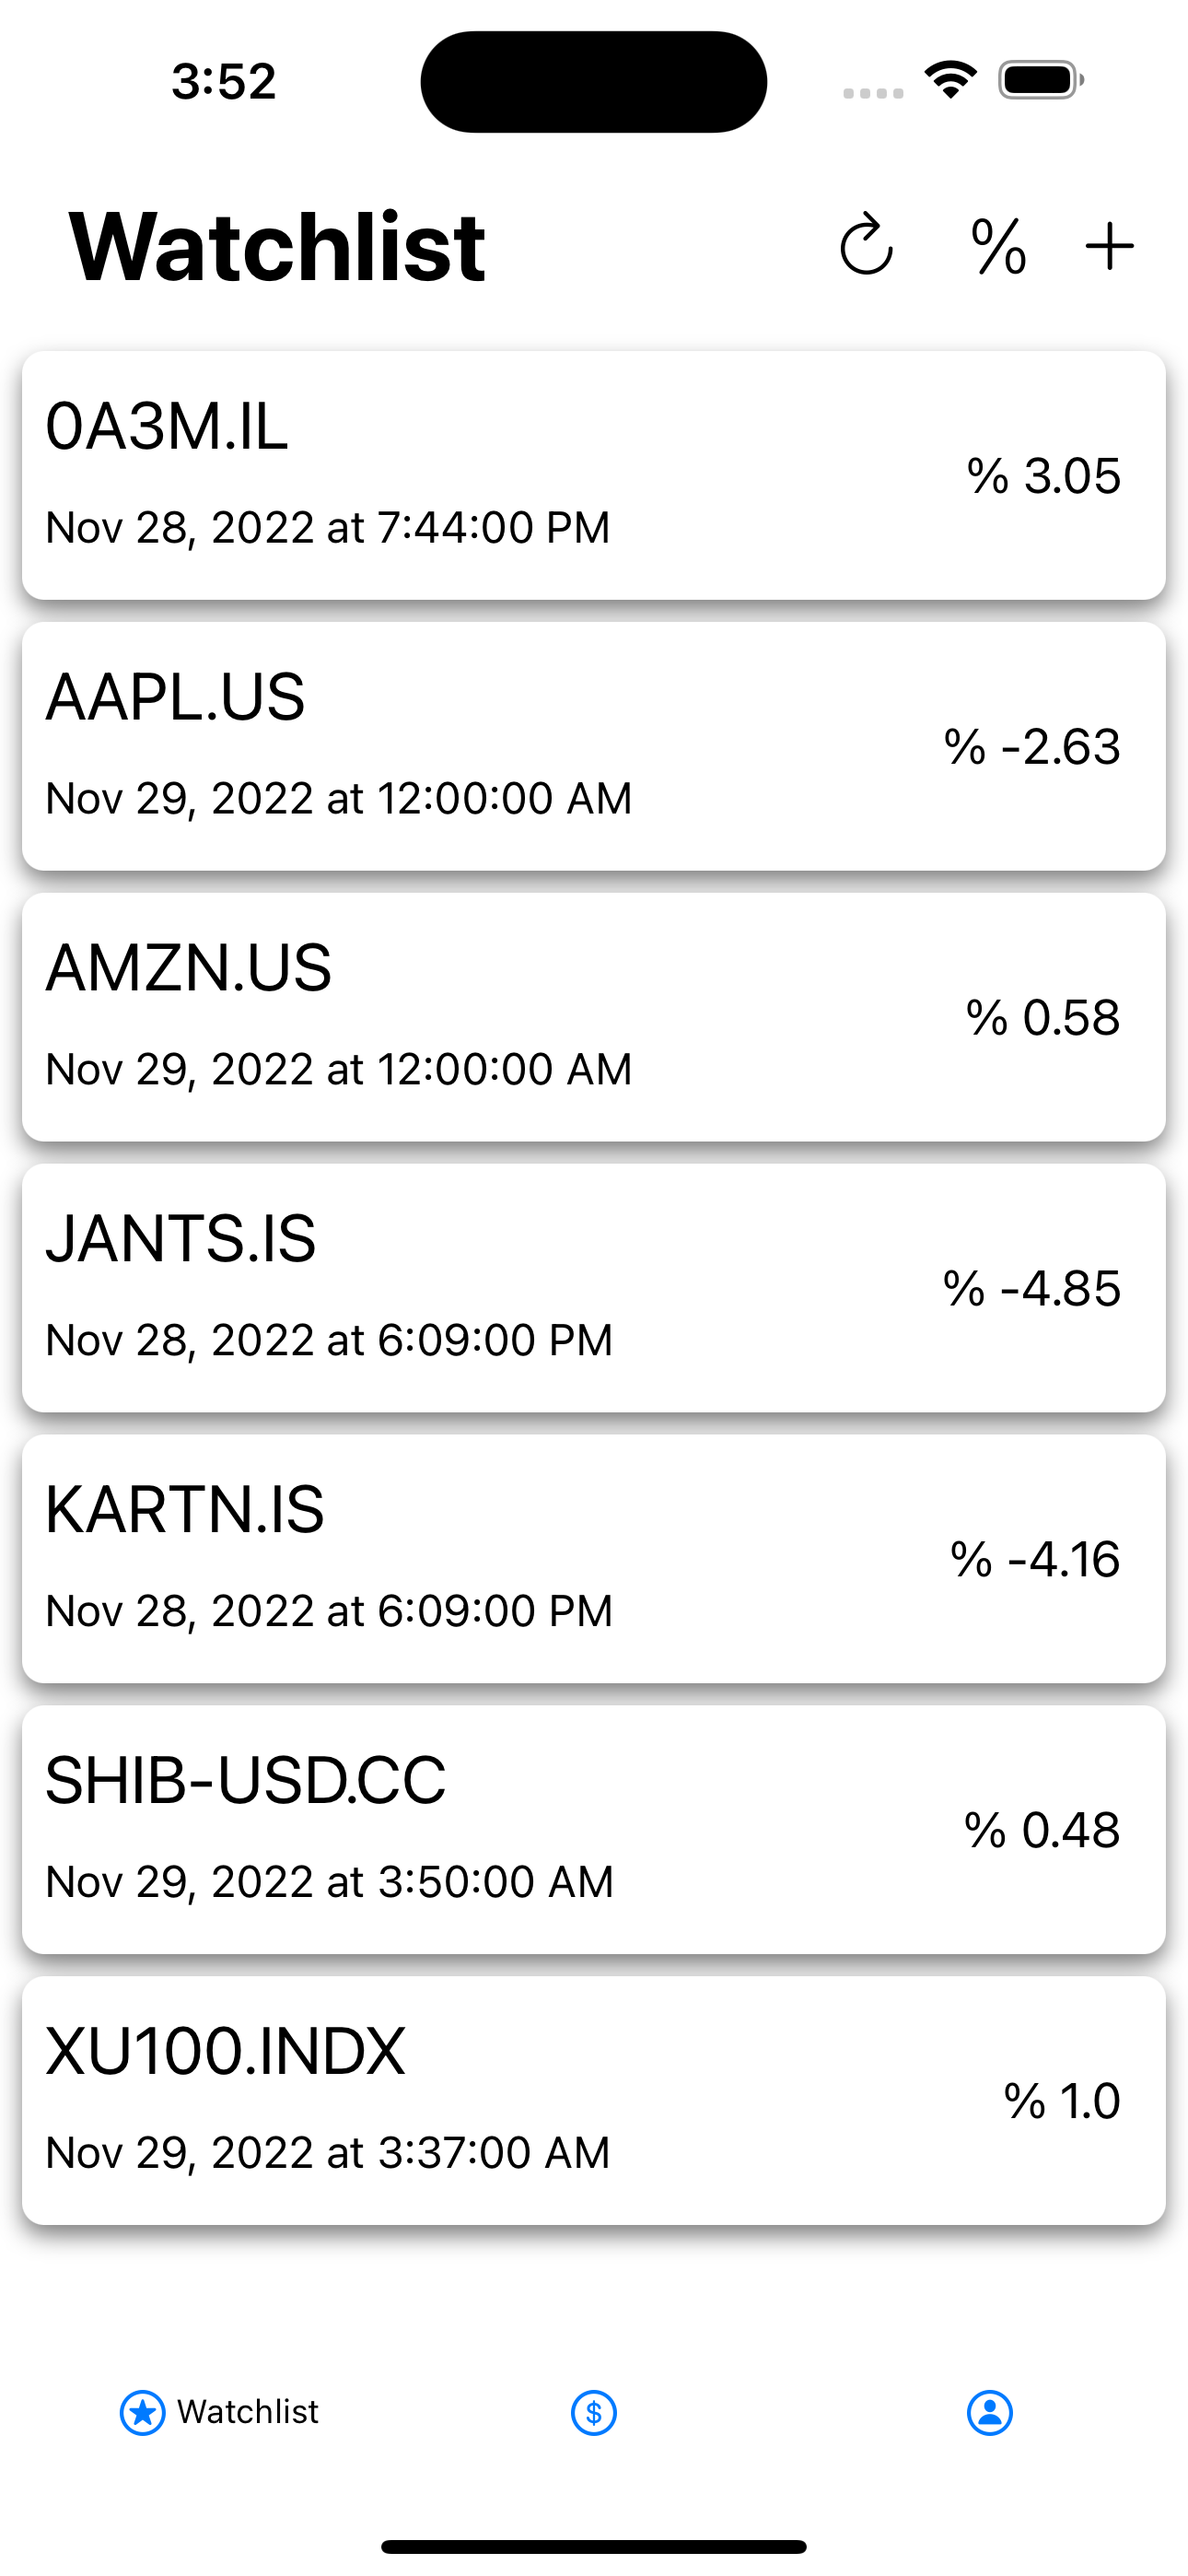 3:52
Watchlist %
0A3M.IL
% 3.05
Nov 28, 2022 at 7:44:00 PM
AAPL.US
% -2.63
Nov 29, 2022 at 12:00:00 AM
AMZN.US
% 0.58
Nov 29, 2022 at 12:00:00 AM
JANTS.IS
% -4.85
Nov 28, 2022 at 6:09:00 PM
KARTN.IS
% -4.16
Nov 28, 2022 at 6:09:00 PM
SHIB-USD.CC
% 0.48
Nov 29, 2022 at 3:50:00 AM
XU100.INDX
% 1.0
Nov 29, 2022 at 3:37:00 AM
Watchlist $